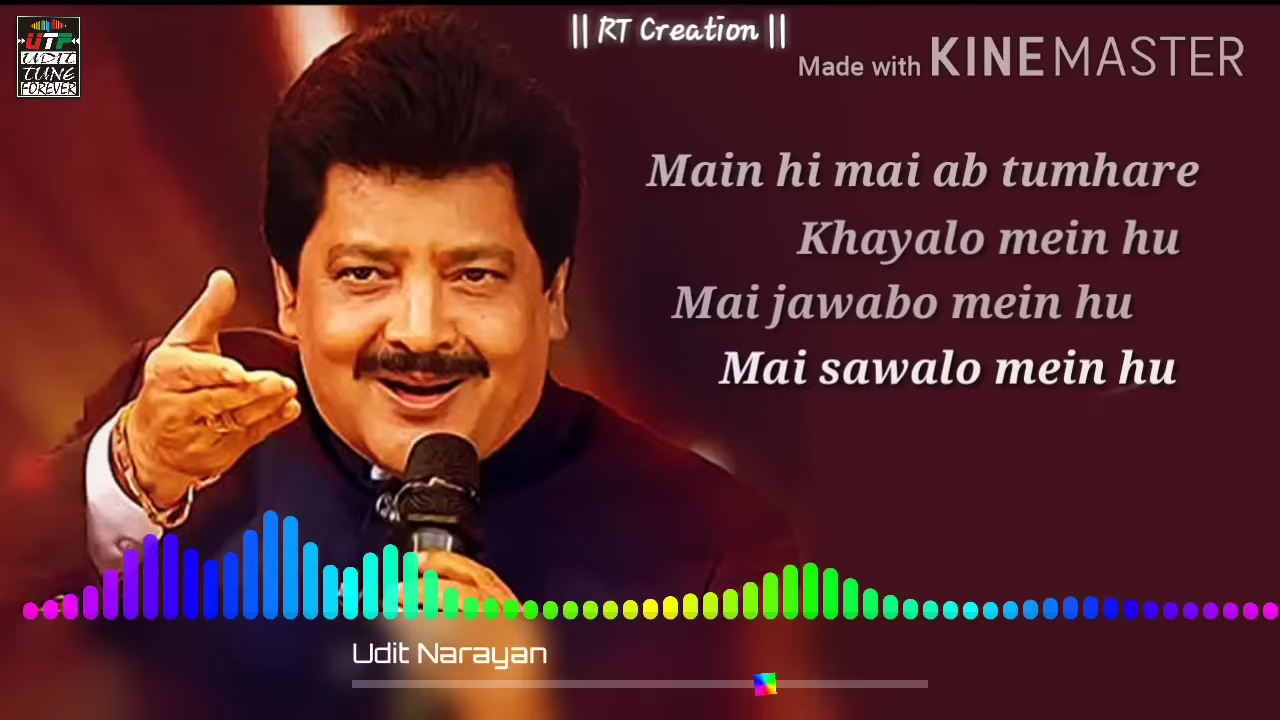 UTF
UDIT
TUNE
FOREVER
|| RT Creation ||
Made with KINEMASTER
Main hi mai ab tumhare
Khayalo mein hu
Mai jawabo mein hu
Mai sawalo mein hu
Udit Narayan